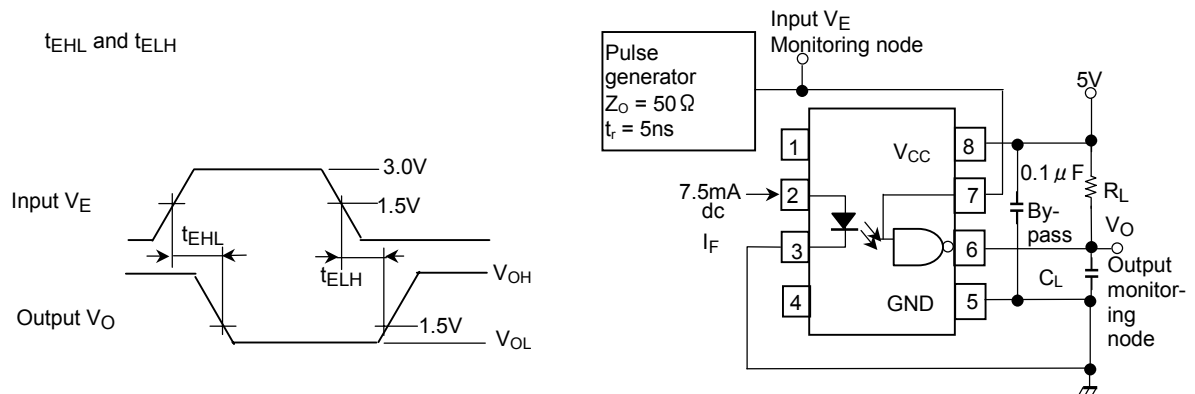 tEHL and tELH
Input VE
3.0V
1.5V
tEHL
tELH
Output VO
VOH
1.5V
VOL
Input VE
Monitoring node
Pulse
generator
ZO = 50 Ω
tr = 5ns
5V
1
2
3
4
8
7
6
5
VCC
GND
7.5mA
dc
IF
0.1 μ F
By-
pass
RL
VO
CL
Output
monitor-
ing
node